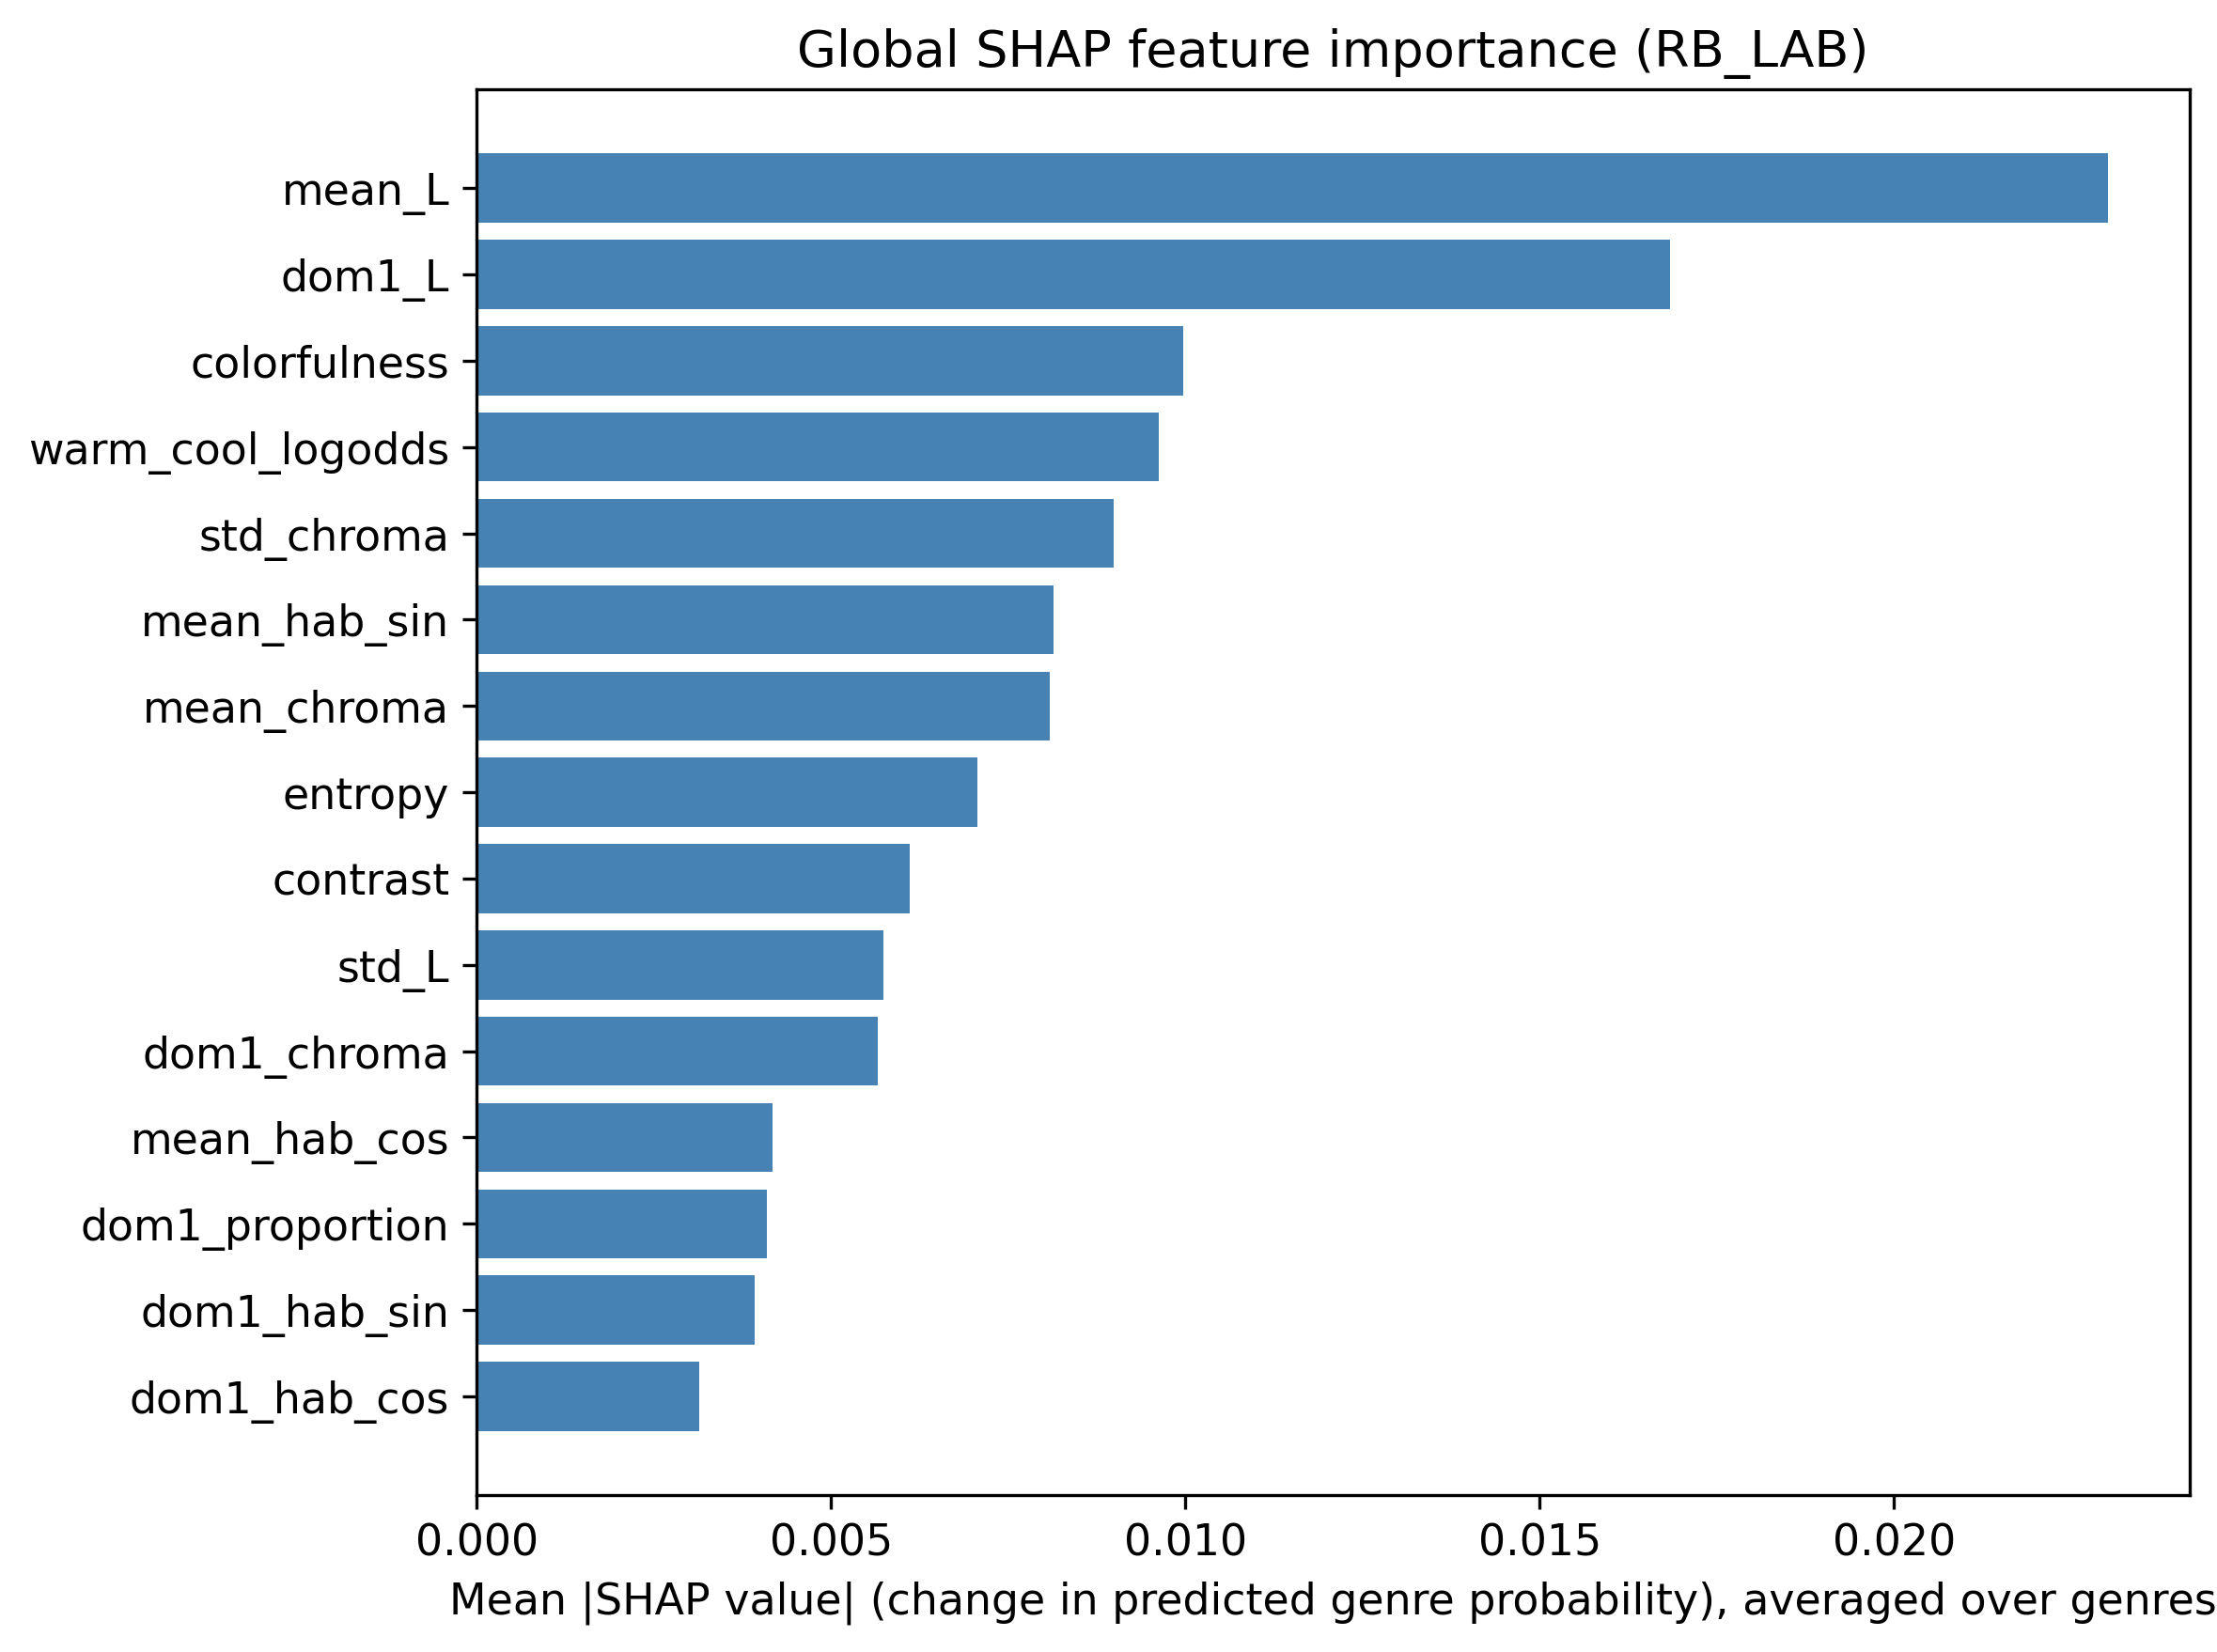 Global SHAP feature importance (RB_LAB)
mean_L
dom1_L
colorfulness
warm_cool_logodds
std_chroma
mean_hab_sin
mean_chroma
entropy
contrast
std_L
dom1_chroma
mean_hab_cos
dom1_proportion
dom1_hab_sin
dom1_hab_cos
0.000 0.005 0.010 0.015 0.020
Mean |SHAP value| (change in predicted genre probability), averaged over genres